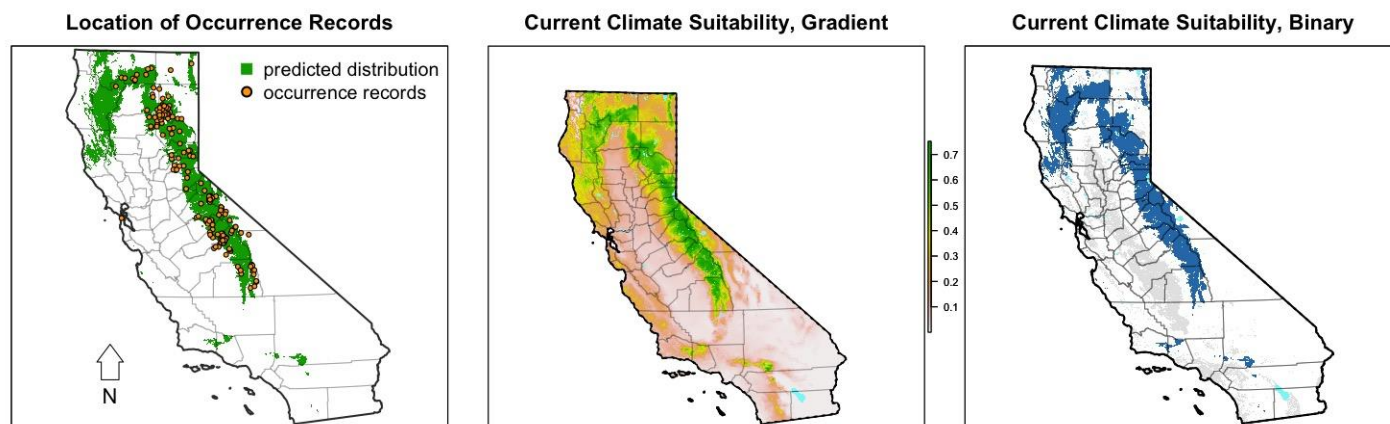 Location of Occurrence Records
predicted distribution
occurrence records
N
Current Climate Suitability, Gradient
0.7
0.6
0.5
0.4
0.3
0.2
0.1
Current Climate Suitability, Binary